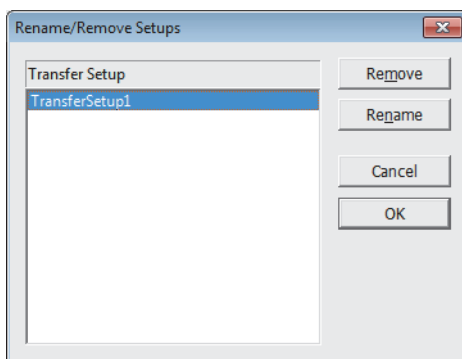 Rename/Remove Setups
Transfer Setup
TransferSetup1
Remove
Rename
Cancel
OK